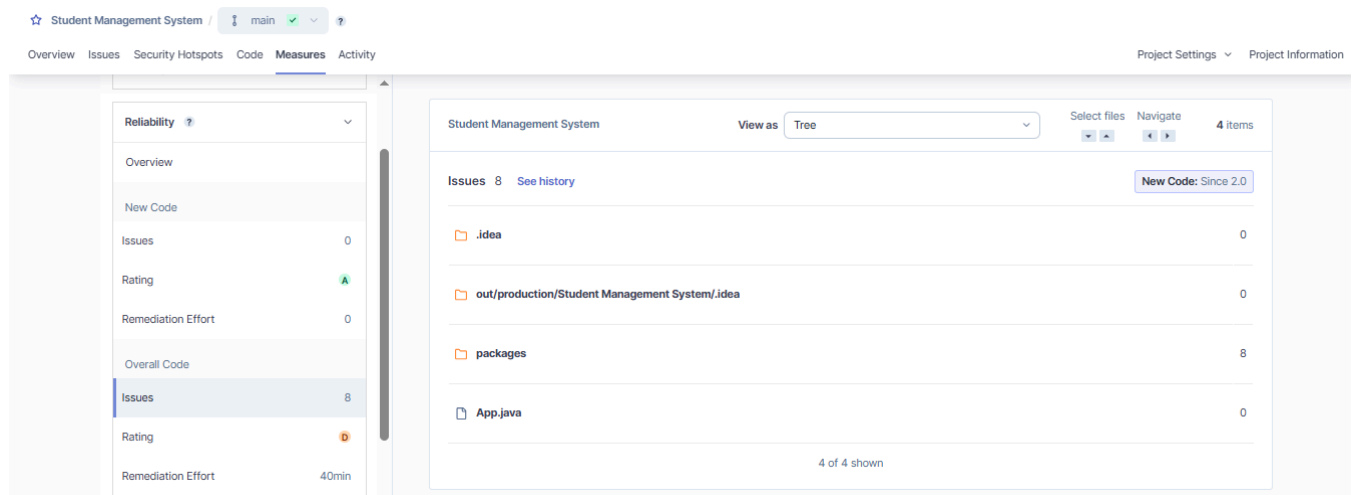 Student Management System / main
Overview Issues Security Hotspots Code Measures Activity
Project Settings Project Information
Reliability ?
Overview
New Code
Issues 0
Rating A
Remediation Effort 0
Overall Code
Issues 8
Rating D
Remediation Effort 40min
Student Management System View as Tree Select files Navigate 4 items
Issues 8 See history New Code: Since 2.0
.idea 0
out/production/Student Management System/.idea 0
packages 8
App.java 0
4 of 4 shown